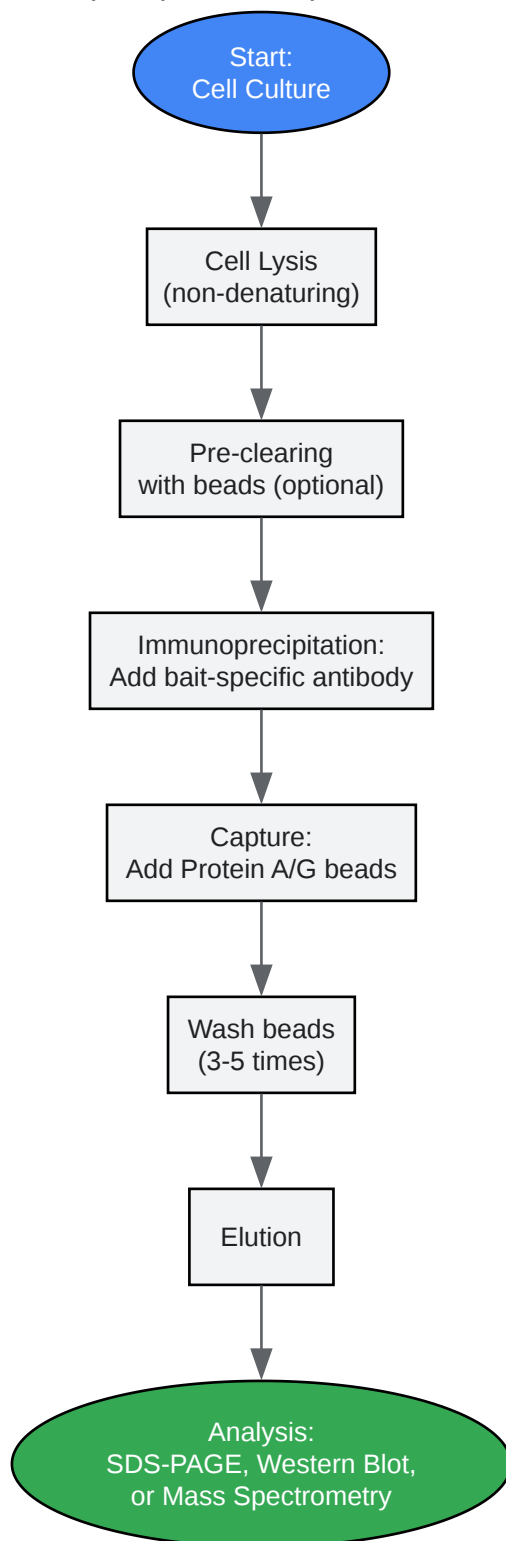 Start:
Cell Culture
Cell Lysis
(non-denaturing)
Pre-clearing
with beads (optional)
Immunoprecipitation:
Add bait-specific antibody
Capture:
Add Protein A/G beads
Wash beads
(3-5 times)
Elution
Analysis:
SDS-PAGE, Western Blot,
or Mass Spectrometry